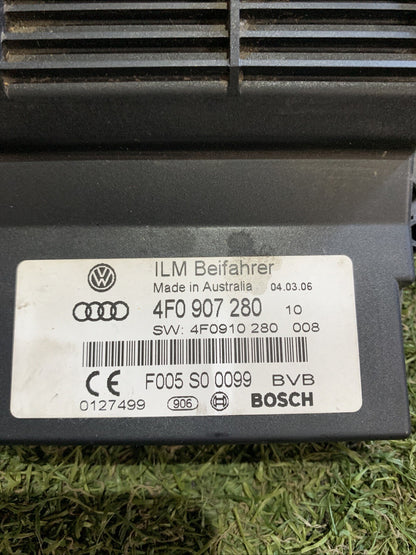 ILM Beifahrer
Made in Australia 04.03.06
4F0 907 280 10
SW: 4F0910 280 008
F005 S0 0099 BVB
0127499 906 BOSCH